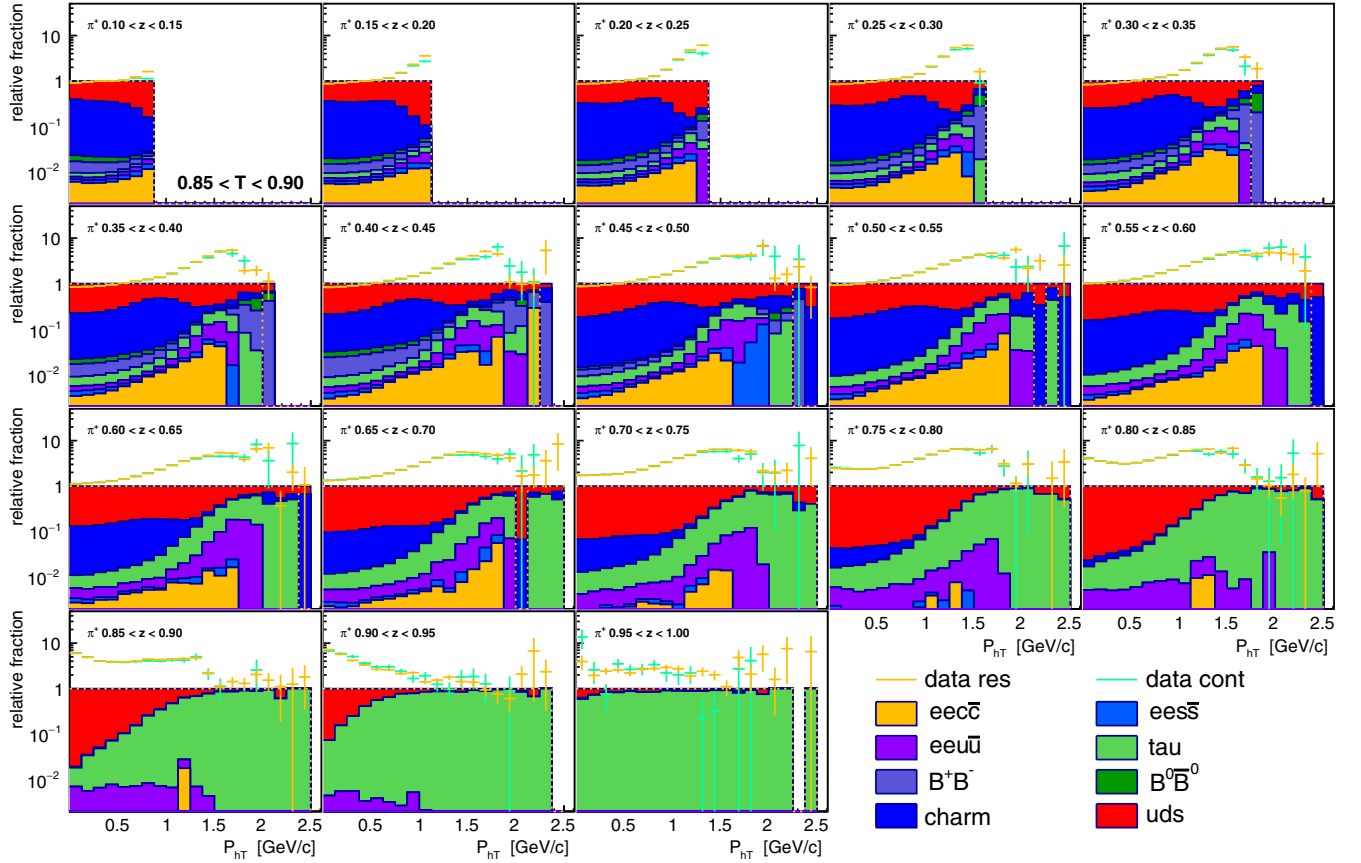 π+ 0.10 < z < 0.15
π+ 0.15 < z < 0.20
π+ 0.20 < z < 0.25
π+ 0.25 < z < 0.30
π+ 0.30 < z < 0.35
relative fraction
10
1
10⁻¹
10⁻²
0.85 < T < 0.90
π+ 0.35 < z < 0.40
π+ 0.40 < z < 0.45
π+ 0.45 < z < 0.50
π+ 0.50 < z < 0.55
π+ 0.55 < z < 0.60
relative fraction
10
1
10⁻¹
10⁻²
π+ 0.60 < z < 0.65
π+ 0.65 < z < 0.70
π+ 0.70 < z < 0.75
π+ 0.75 < z < 0.80
π+ 0.80 < z < 0.85
relative fraction
10
1
10⁻¹
10⁻²
0.5 1 1.5 2 2.5
0.5 1 1.5 2 2.5
P_hT [GeV/c]
P_hT [GeV/c]
π+ 0.85 < z < 0.90
π+ 0.90 < z < 0.95
π+ 0.95 < z < 1.00
relative fraction
10
1
10⁻¹
10⁻²
0.5 1 1.5 2 2.5
0.5 1 1.5 2 2.5
0.5 1 1.5 2 2.5
P_hT [GeV/c]
P_hT [GeV/c]
P_hT [GeV/c]
data res
data cont
eecc̄
eess̄
eeuū
tau
B⁺B⁻
B⁰B̄⁰
charm
uds